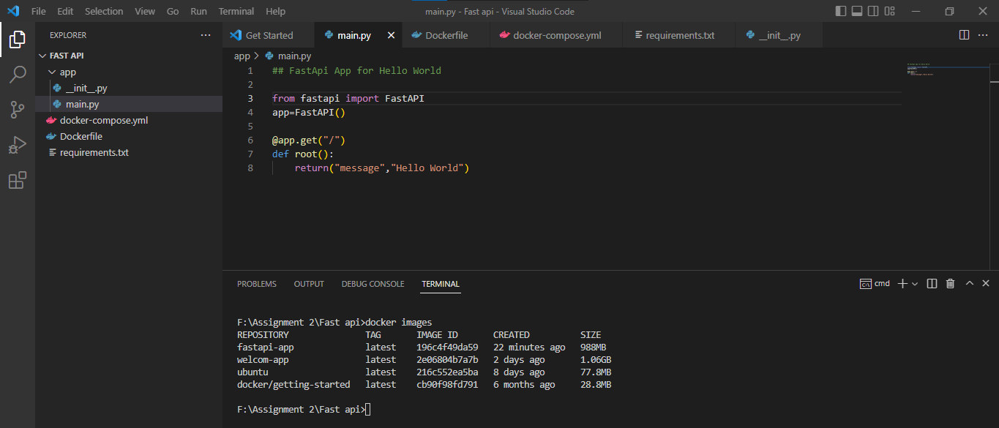 File Edit Selection View Go Run Terminal Help main.py - Fast api - Visual Studio Code
EXPLORER
FAST API
app
__init__.py
main.py
docker-compose.yml
Dockerfile
requirements.txt
Get Started main.py Dockerfile docker-compose.yml requirements.txt __init__.py
app > main.py
1 ## FastApi App for Hello World
2
3 from fastapi import FastAPI
4 app=FastAPI()
5
6 @app.get("/")
7 def root():
8 return("message","Hello World")
PROBLEMS OUTPUT DEBUG CONSOLE TERMINAL cmd
F:\Assignment 2\Fast api>docker images
REPOSITORY TAG IMAGE ID CREATED SIZE
fastapi-app latest 196c4f49da59 22 minutes ago 988MB
welcom-app latest 2e06804b7a7b 2 days ago 1.06GB
ubuntu latest 216c552ea5ba 8 days ago 77.8MB
docker/getting-started latest cb90f98fd791 6 months ago 28.8MB
F:\Assignment 2\Fast api>